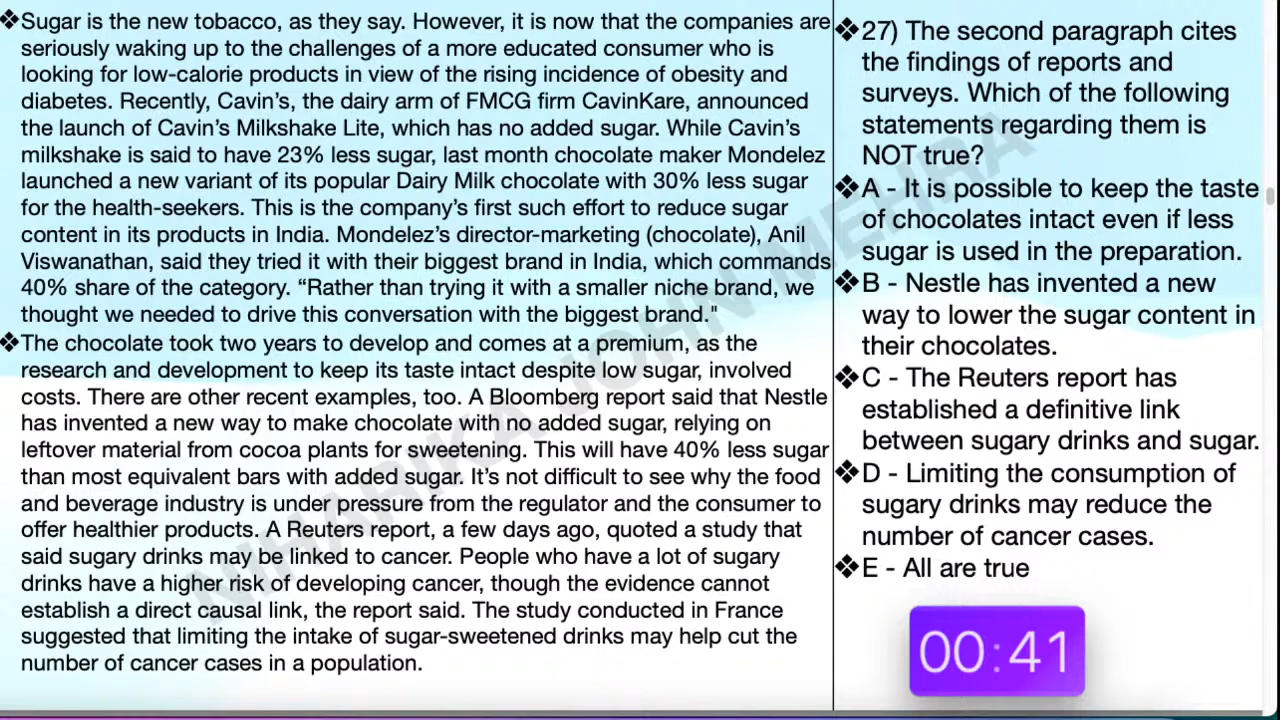 ❖Sugar is the new tobacco, as they say. However, it is now that the companies are
seriously waking up to the challenges of a more educated consumer who is
looking for low-calorie products in view of the rising incidence of obesity and
diabetes. Recently, Cavin’s, the dairy arm of FMCG firm CavinKare, announced
the launch of Cavin’s Milkshake Lite, which has no added sugar. While Cavin’s
milkshake is said to have 23% less sugar, last month chocolate maker Mondelez
launched a new variant of its popular Dairy Milk chocolate with 30% less sugar
for the health-seekers. This is the company’s first such effort to reduce sugar
content in its products in India. Mondelez’s director-marketing (chocolate), Anil
Viswanathan, said they tried it with their biggest brand in India, which commands
40% share of the category. “Rather than trying it with a smaller niche brand, we
thought we needed to drive this conversation with the biggest brand."
❖The chocolate took two years to develop and comes at a premium, as the
research and development to keep its taste intact despite low sugar, involved
costs. There are other recent examples, too. A Bloomberg report said that Nestle
has invented a new way to make chocolate with no added sugar, relying on
leftover material from cocoa plants for sweetening. This will have 40% less sugar
than most equivalent bars with added sugar. It’s not difficult to see why the food
and beverage industry is under pressure from the regulator and the consumer to
offer healthier products. A Reuters report, a few days ago, quoted a study that
said sugary drinks may be linked to cancer. People who have a lot of sugary
drinks have a higher risk of developing cancer, though the evidence cannot
establish a direct causal link, the report said. The study conducted in France
suggested that limiting the intake of sugar-sweetened drinks may help cut the
number of cancer cases in a population.
❖27) The second paragraph cites
the findings of reports and
surveys. Which of the following
statements regarding them is
NOT true?
❖A - It is possible to keep the taste
of chocolates intact even if less
sugar is used in the preparation.
❖B - Nestle has invented a new
way to lower the sugar content in
their chocolates.
❖C - The Reuters report has
established a definitive link
between sugary drinks and sugar.
❖D - Limiting the consumption of
sugary drinks may reduce the
number of cancer cases.
❖E - All are true
00:41
NIHARIKA JOHN MEHRA